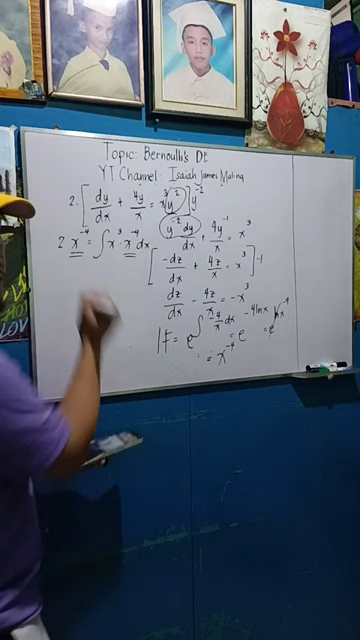 Topic: Bernoulli's DE
YT Channel: Isaiah James Maling
2. [dy/dx + 4y/x = x³y²] y⁻²
y⁻² dy/dx + 4y⁻¹/x = x³
[-dz/dx + 4z/x = x³] -1
dz/dx - 4z/x = -x³
IF = e^∫-4/x dx = e^-4lnx = e^lnx⁻⁴
= x⁻⁴
z x⁻⁴ = ∫x³ · x⁻⁴ dx